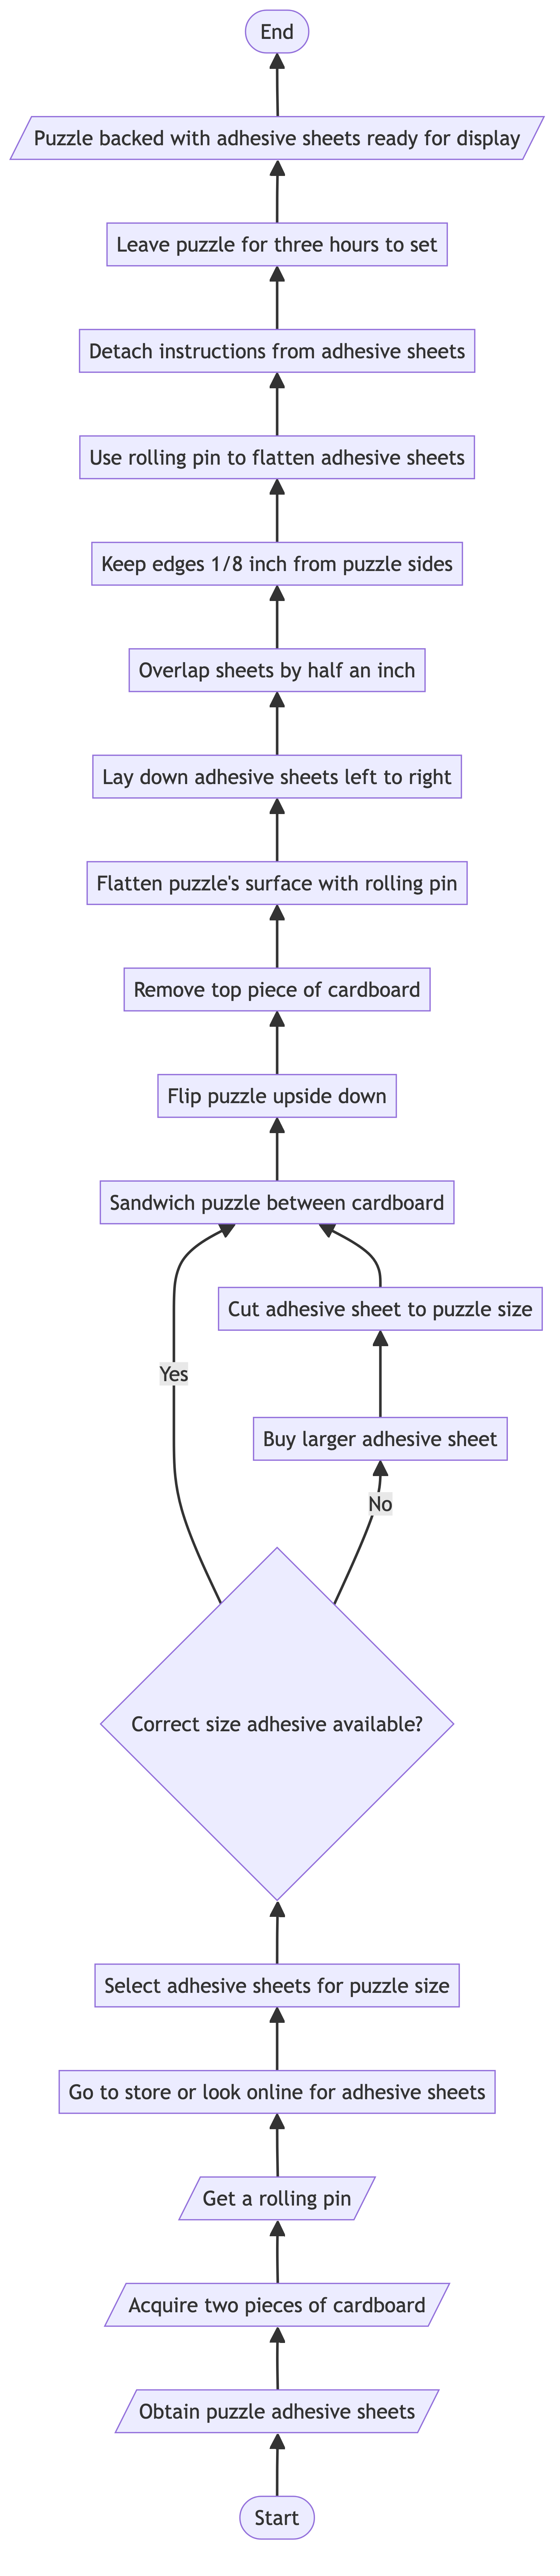 End
Puzzle backed with adhesive sheets ready for display
Leave puzzle for three hours to set
Detach instructions from adhesive sheets
Use rolling pin to flatten adhesive sheets
Keep edges 1/8 inch from puzzle sides
Overlap sheets by half an inch
Lay down adhesive sheets left to right
Flatten puzzle's surface with rolling pin
Remove top piece of cardboard
Flip puzzle upside down
Sandwich puzzle between cardboard
Cut adhesive sheet to puzzle size
Yes
Buy larger adhesive sheet
No
Correct size adhesive available?
Select adhesive sheets for puzzle size
Go to store or look online for adhesive sheets
Get a rolling pin
Acquire two pieces of cardboard
Obtain puzzle adhesive sheets
Start